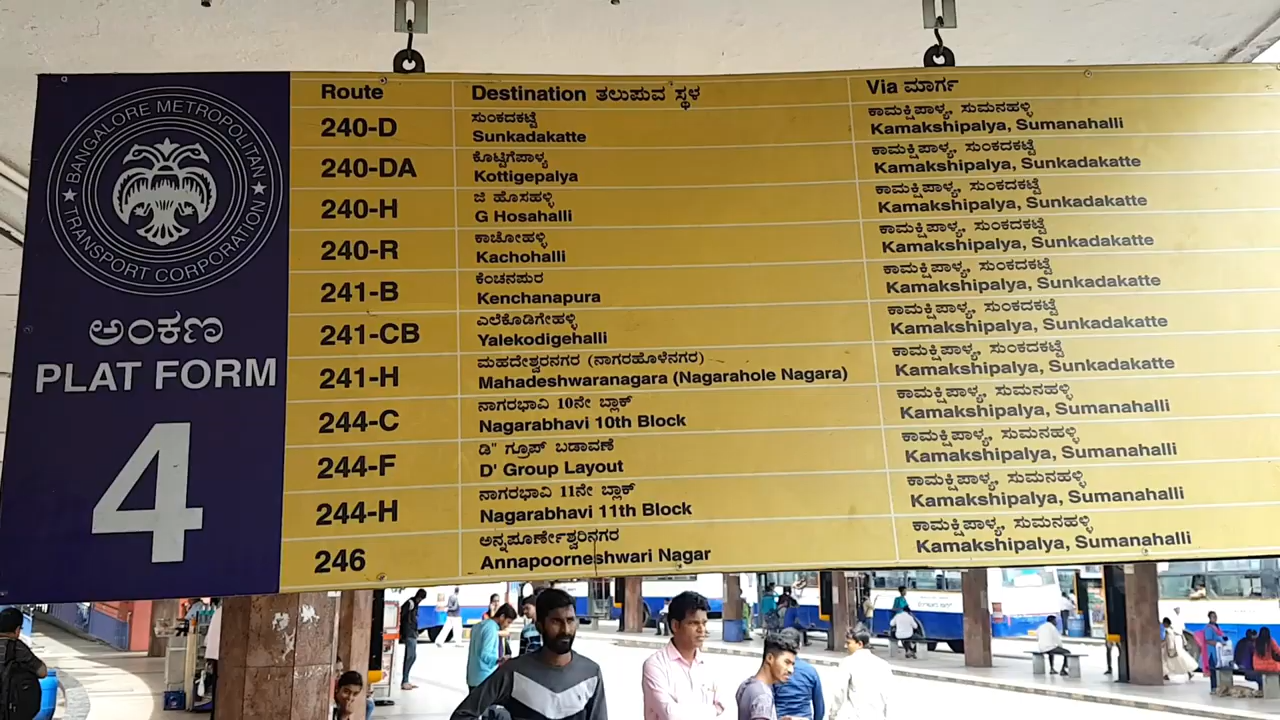 BANGALORE METROPOLITAN
TRANSPORT CORPORATION
ಅಂಕಣ
PLAT FORM
4
Route Destination ತಲುಪುವ ಸ್ಥಳ Via ಮಾರ್ಗ
240-D ಸುಂಕದಕಟ್ಟೆ ಕಾಮಕ್ಷಿಪಾಳ್ಯ, ಸುಮನಹಳ್ಳಿ
Sunkadakatte Kamakshipalya, Sumanahalli
240-DA ಕೊಟ್ಟಿಗೆಪಾಳ್ಯ ಕಾಮಕ್ಷಿಪಾಳ್ಯ, ಸುಂಕದಕಟ್ಟೆ
Kottigepalya Kamakshipalya, Sunkadakatte
240-H ಜಿ ಹೊಸಹಳ್ಳಿ ಕಾಮಕ್ಷಿಪಾಳ್ಯ, ಸುಂಕದಕಟ್ಟೆ
G Hosahalli Kamakshipalya, Sunkadakatte
240-R ಕಾಚೋಹಳ್ಳಿ ಕಾಮಕ್ಷಿಪಾಳ್ಯ, ಸುಂಕದಕಟ್ಟೆ
Kachohalli Kamakshipalya, Sunkadakatte
241-B ಕೆಂಚನಪುರ ಕಾಮಕ್ಷಿಪಾಳ್ಯ, ಸುಂಕದಕಟ್ಟೆ
Kenchanapura Kamakshipalya, Sunkadakatte
241-CB ಎಲೆಕೊಡಿಗೇಹಳ್ಳಿ ಕಾಮಕ್ಷಿಪಾಳ್ಯ, ಸುಂಕದಕಟ್ಟೆ
Yalekodigehalli Kamakshipalya, Sunkadakatte
241-H ಮಹದೇಶ್ವರನಗರ (ನಾಗರಹೊಳೆನಗರ) ಕಾಮಕ್ಷಿಪಾಳ್ಯ, ಸುಂಕದಕಟ್ಟೆ
Mahadeshwaranagara (Nagarahole Nagara) Kamakshipalya, Sunkadakatte
244-C ನಾಗರಭಾವಿ 10ನೇ ಬ್ಲಾಕ್ ಕಾಮಕ್ಷಿಪಾಳ್ಯ, ಸುಮನಹಳ್ಳಿ
Nagarabhavi 10th Block Kamakshipalya, Sumanahalli
244-F ಡಿ" ಗ್ರೂಪ್ ಬಡಾವಣೆ ಕಾಮಕ್ಷಿಪಾಳ್ಯ, ಸುಮನಹಳ್ಳಿ
D' Group Layout Kamakshipalya, Sumanahalli
244-H ನಾಗರಭಾವಿ 11ನೇ ಬ್ಲಾಕ್ ಕಾಮಕ್ಷಿಪಾಳ್ಯ, ಸುಮನಹಳ್ಳಿ
Nagarabhavi 11th Block Kamakshipalya, Sumanahalli
246 ಅನ್ನಪೂರ್ಣೇಶ್ವರಿನಗರ ಕಾಮಕ್ಷಿಪಾಳ್ಯ, ಸುಮನಹಳ್ಳಿ
Annapoorneshwari Nagar Kamakshipalya, Sumanahalli